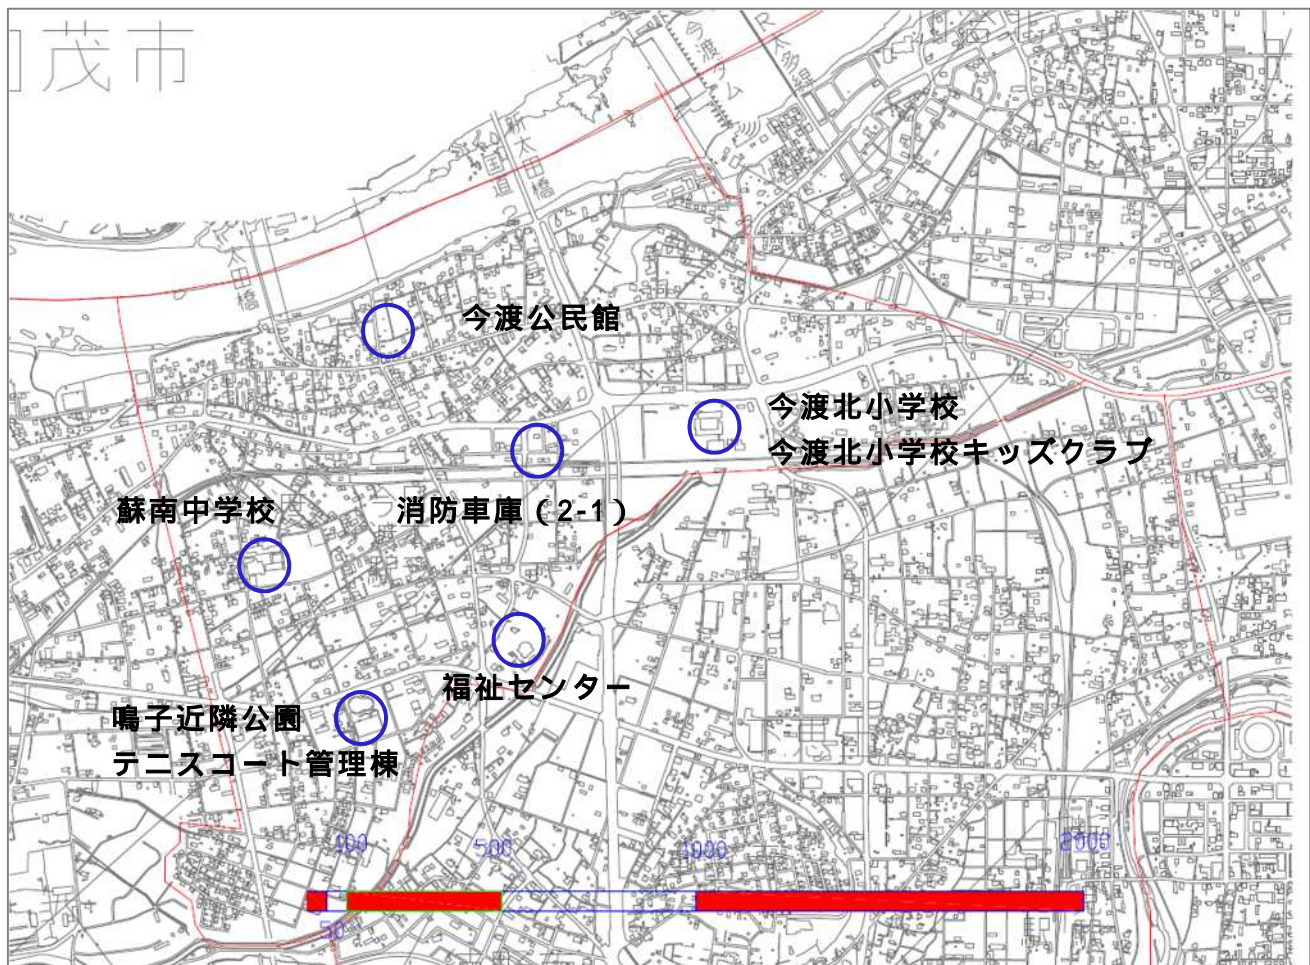 茂市
今渡ダム
新太田橋
太田橋
今渡公民館
今渡北小学校
今渡北小学校キッズクラブ
蘇南中学校
消防車庫（2-1）
福祉センター
鳴子近隣公園
テニスコート管理棟
100
500
1000
2000
50